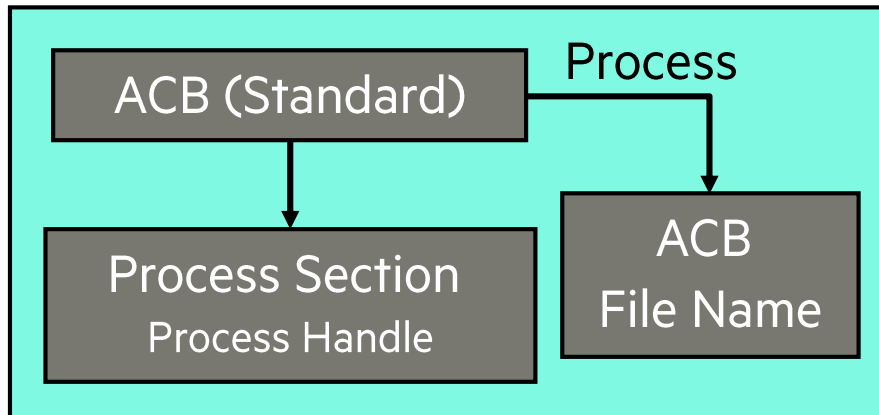 ACB (Standard)
Process
Process Section
Process Handle
ACB
File Name